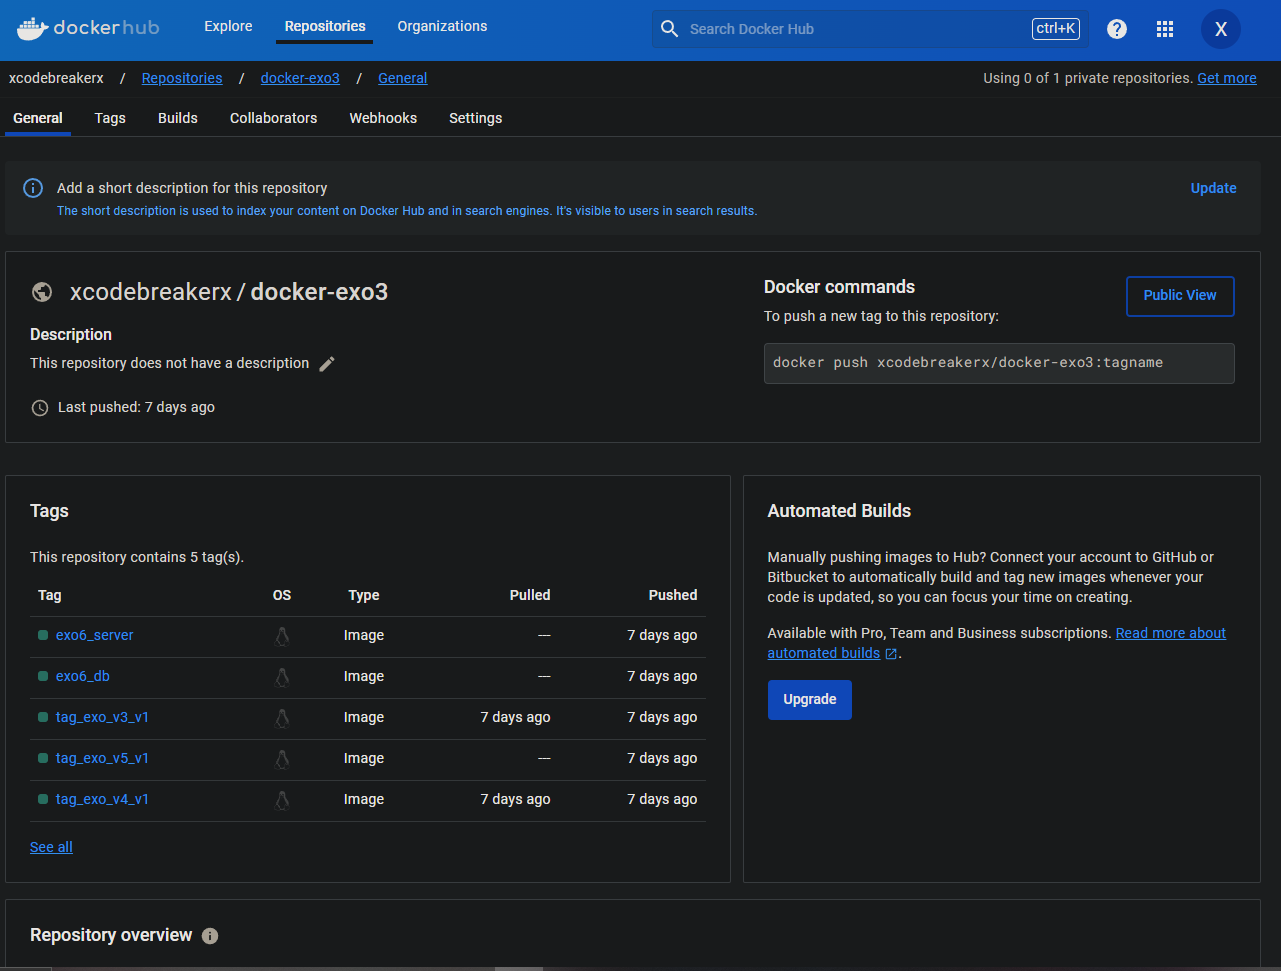 dockerhub
Explore
Repositories
Organizations
Search Docker Hub
ctrl+K
?
X
xcodebreakerx / Repositories / docker-exo3 / General
Using 0 of 1 private repositories. Get more
General
Tags
Builds
Collaborators
Webhooks
Settings
Add a short description for this repository
Update
The short description is used to index your content on Docker Hub and in search engines. It's visible to users in search results.
xcodebreakerx / docker-exo3
Description
This repository does not have a description
Last pushed: 7 days ago
Docker commands
Public View
To push a new tag to this repository:
docker push xcodebreakerx/docker-exo3:tagname
Tags
This repository contains 5 tag(s).
Tag OS Type Pulled Pushed
exo6_server Image --- 7 days ago
exo6_db Image --- 7 days ago
tag_exo_v3_v1 Image 7 days ago 7 days ago
tag_exo_v5_v1 Image --- 7 days ago
tag_exo_v4_v1 Image 7 days ago 7 days ago
See all
Automated Builds
Manually pushing images to Hub? Connect your account to GitHub or
Bitbucket to automatically build and tag new images whenever your
code is updated, so you can focus your time on creating.
Available with Pro, Team and Business subscriptions. Read more about
automated builds .
Upgrade
Repository overview